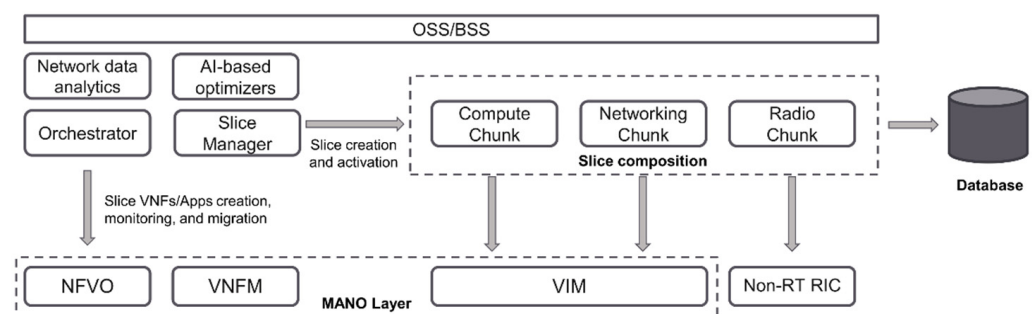 OSS/BSS
Network data
analytics
AI-based
optimizers
Orchestrator
Slice
Manager
Slice creation
and activation
Compute
Chunk
Networking
Chunk
Radio
Chunk
Slice composition
Database
Slice VNFs/Apps creation,
monitoring, and migration
NFVO
VNFM
MANO Layer
VIM
Non-RT RIC